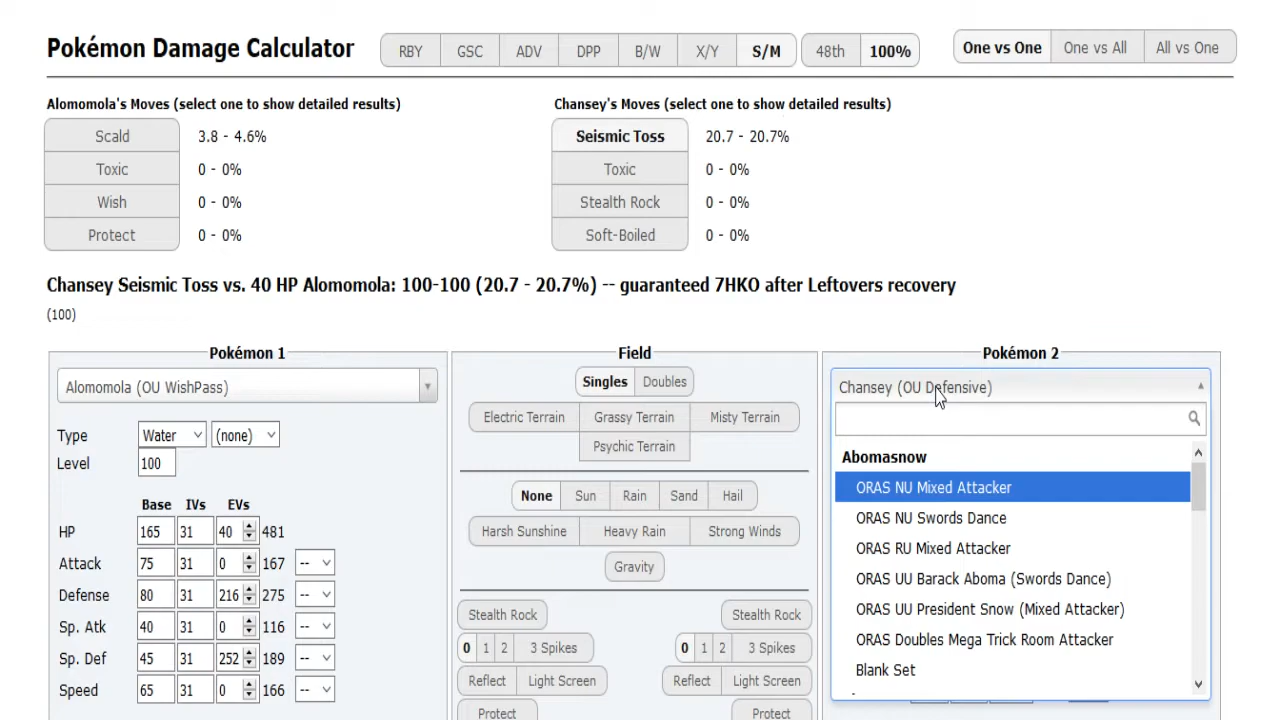 Pokémon Damage Calculator
RBY GSC ADV DPP B/W X/Y S/M 48th 100% One vs One One vs All All vs One
Alomomola's Moves (select one to show detailed results)
Scald 3.8 - 4.6%
Toxic 0 - 0%
Wish 0 - 0%
Protect 0 - 0%
Chansey's Moves (select one to show detailed results)
Seismic Toss 20.7 - 20.7%
Toxic 0 - 0%
Stealth Rock 0 - 0%
Soft-Boiled 0 - 0%
Chansey Seismic Toss vs. 40 HP Alomomola: 100-100 (20.7 - 20.7%) -- guaranteed 7HKO after Leftovers recovery
(100)
Pokémon 1
Alomomola (OU WishPass)
Type Water (none)
Level 100
Base IVs EVs
HP 165 31 40 481
Attack 75 31 0 167 --
Defense 80 31 216 275 --
Sp. Atk 40 31 0 116 --
Sp. Def 45 31 252 189 --
Speed 65 31 0 166 --
Field
Singles Doubles
Electric Terrain Grassy Terrain Misty Terrain
Psychic Terrain
None Sun Rain Sand Hail
Harsh Sunshine Heavy Rain Strong Winds
Gravity
Stealth Rock Stealth Rock
0 1 2 3 Spikes 0 1 2 3 Spikes
Reflect Light Screen Reflect Light Screen
Protect Protect
Pokémon 2
Chansey (OU Defensive)
Abomasnow
ORAS NU Mixed Attacker
ORAS NU Swords Dance
ORAS RU Mixed Attacker
ORAS UU Barack Aboma (Swords Dance)
ORAS UU President Snow (Mixed Attacker)
ORAS Doubles Mega Trick Room Attacker
Blank Set